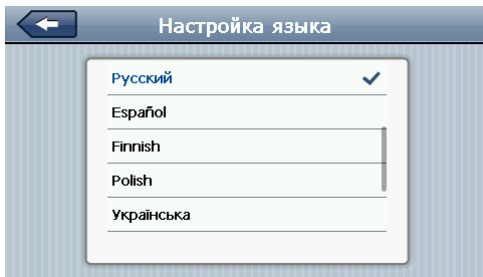 Настройка языка
Русский
Español
Finnish
Polish
Українська